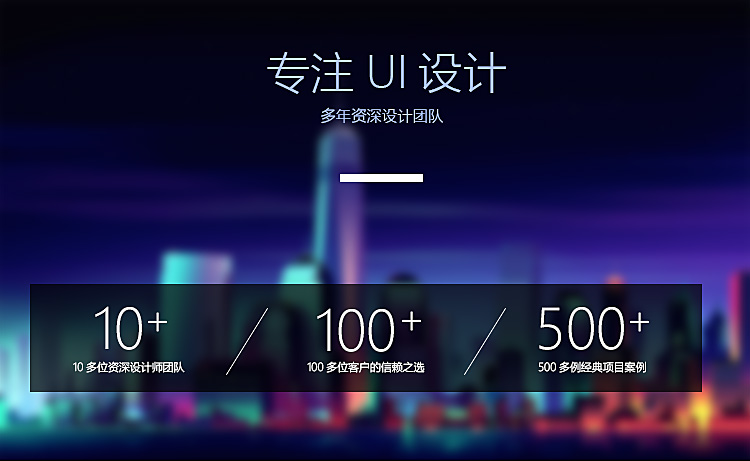 专注 UI 设计
多年资深设计团队
10+
10 多位资深设计师团队
100+
100 多位客户的信赖之选
500+
500 多例经典项目案例